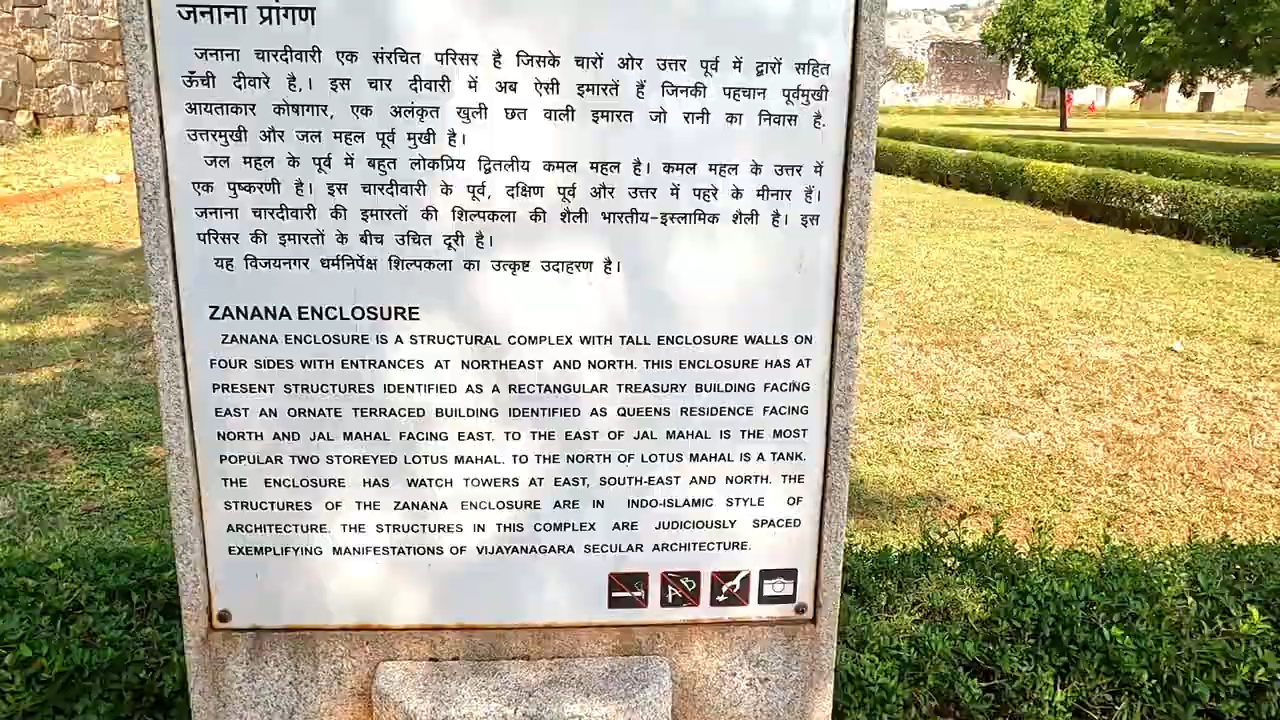 जनाना प्रांगण
जनाना चारदीवारी एक संरचित परिसर है जिसके चारों ओर उत्तर पूर्व में द्वारों सहित
ऊँची दीवारे है,। इस चार दीवारी में अब ऐसी इमारतें हैं जिनकी पहचान पूर्वमुखी
आयताकार कोषागार, एक अलंकृत खुली छत वाली इमारत जो रानी का निवास है.
उत्तरमुखी और जल महल पूर्व मुखी है।
जल महल के पूर्व में बहुत लोकप्रिय द्वितलीय कमल महल है। कमल महल के उत्तर में
एक पुष्करणी है। इस चारदीवारी के पूर्व, दक्षिण पूर्व और उत्तर में पहरे के मीनार हैं।
जनाना चारदीवारी की इमारतों की शिल्पकला की शैली भारतीय-इस्लामिक शैली है। इस
परिसर की इमारतों के बीच उचित दूरी है।
यह विजयनगर धर्मनिर्पेक्ष शिल्पकला का उत्कृष्ट उदाहरण है।
ZANANA ENCLOSURE
ZANANA ENCLOSURE IS A STRUCTURAL COMPLEX WITH TALL ENCLOSURE WALLS ON
FOUR SIDES WITH ENTRANCES AT NORTHEAST AND NORTH. THIS ENCLOSURE HAS AT
PRESENT STRUCTURES IDENTIFIED AS A RECTANGULAR TREASURY BUILDING FACING
EAST AN ORNATE TERRACED BUILDING IDENTIFIED AS QUEENS RESIDENCE FACING
NORTH AND JAL MAHAL FACING EAST. TO THE EAST OF JAL MAHAL IS THE MOST
POPULAR TWO STOREYED LOTUS MAHAL. TO THE NORTH OF LOTUS MAHAL IS A TANK.
THE ENCLOSURE HAS WATCH TOWERS AT EAST, SOUTH-EAST AND NORTH. THE
STRUCTURES OF THE ZANANA ENCLOSURE ARE IN INDO-ISLAMIC STYLE OF
ARCHITECTURE. THE STRUCTURES IN THIS COMPLEX ARE JUDICIOUSLY SPACED
EXEMPLIFYING MANIFESTATIONS OF VIJAYANAGARA SECULAR ARCHITECTURE.
AB